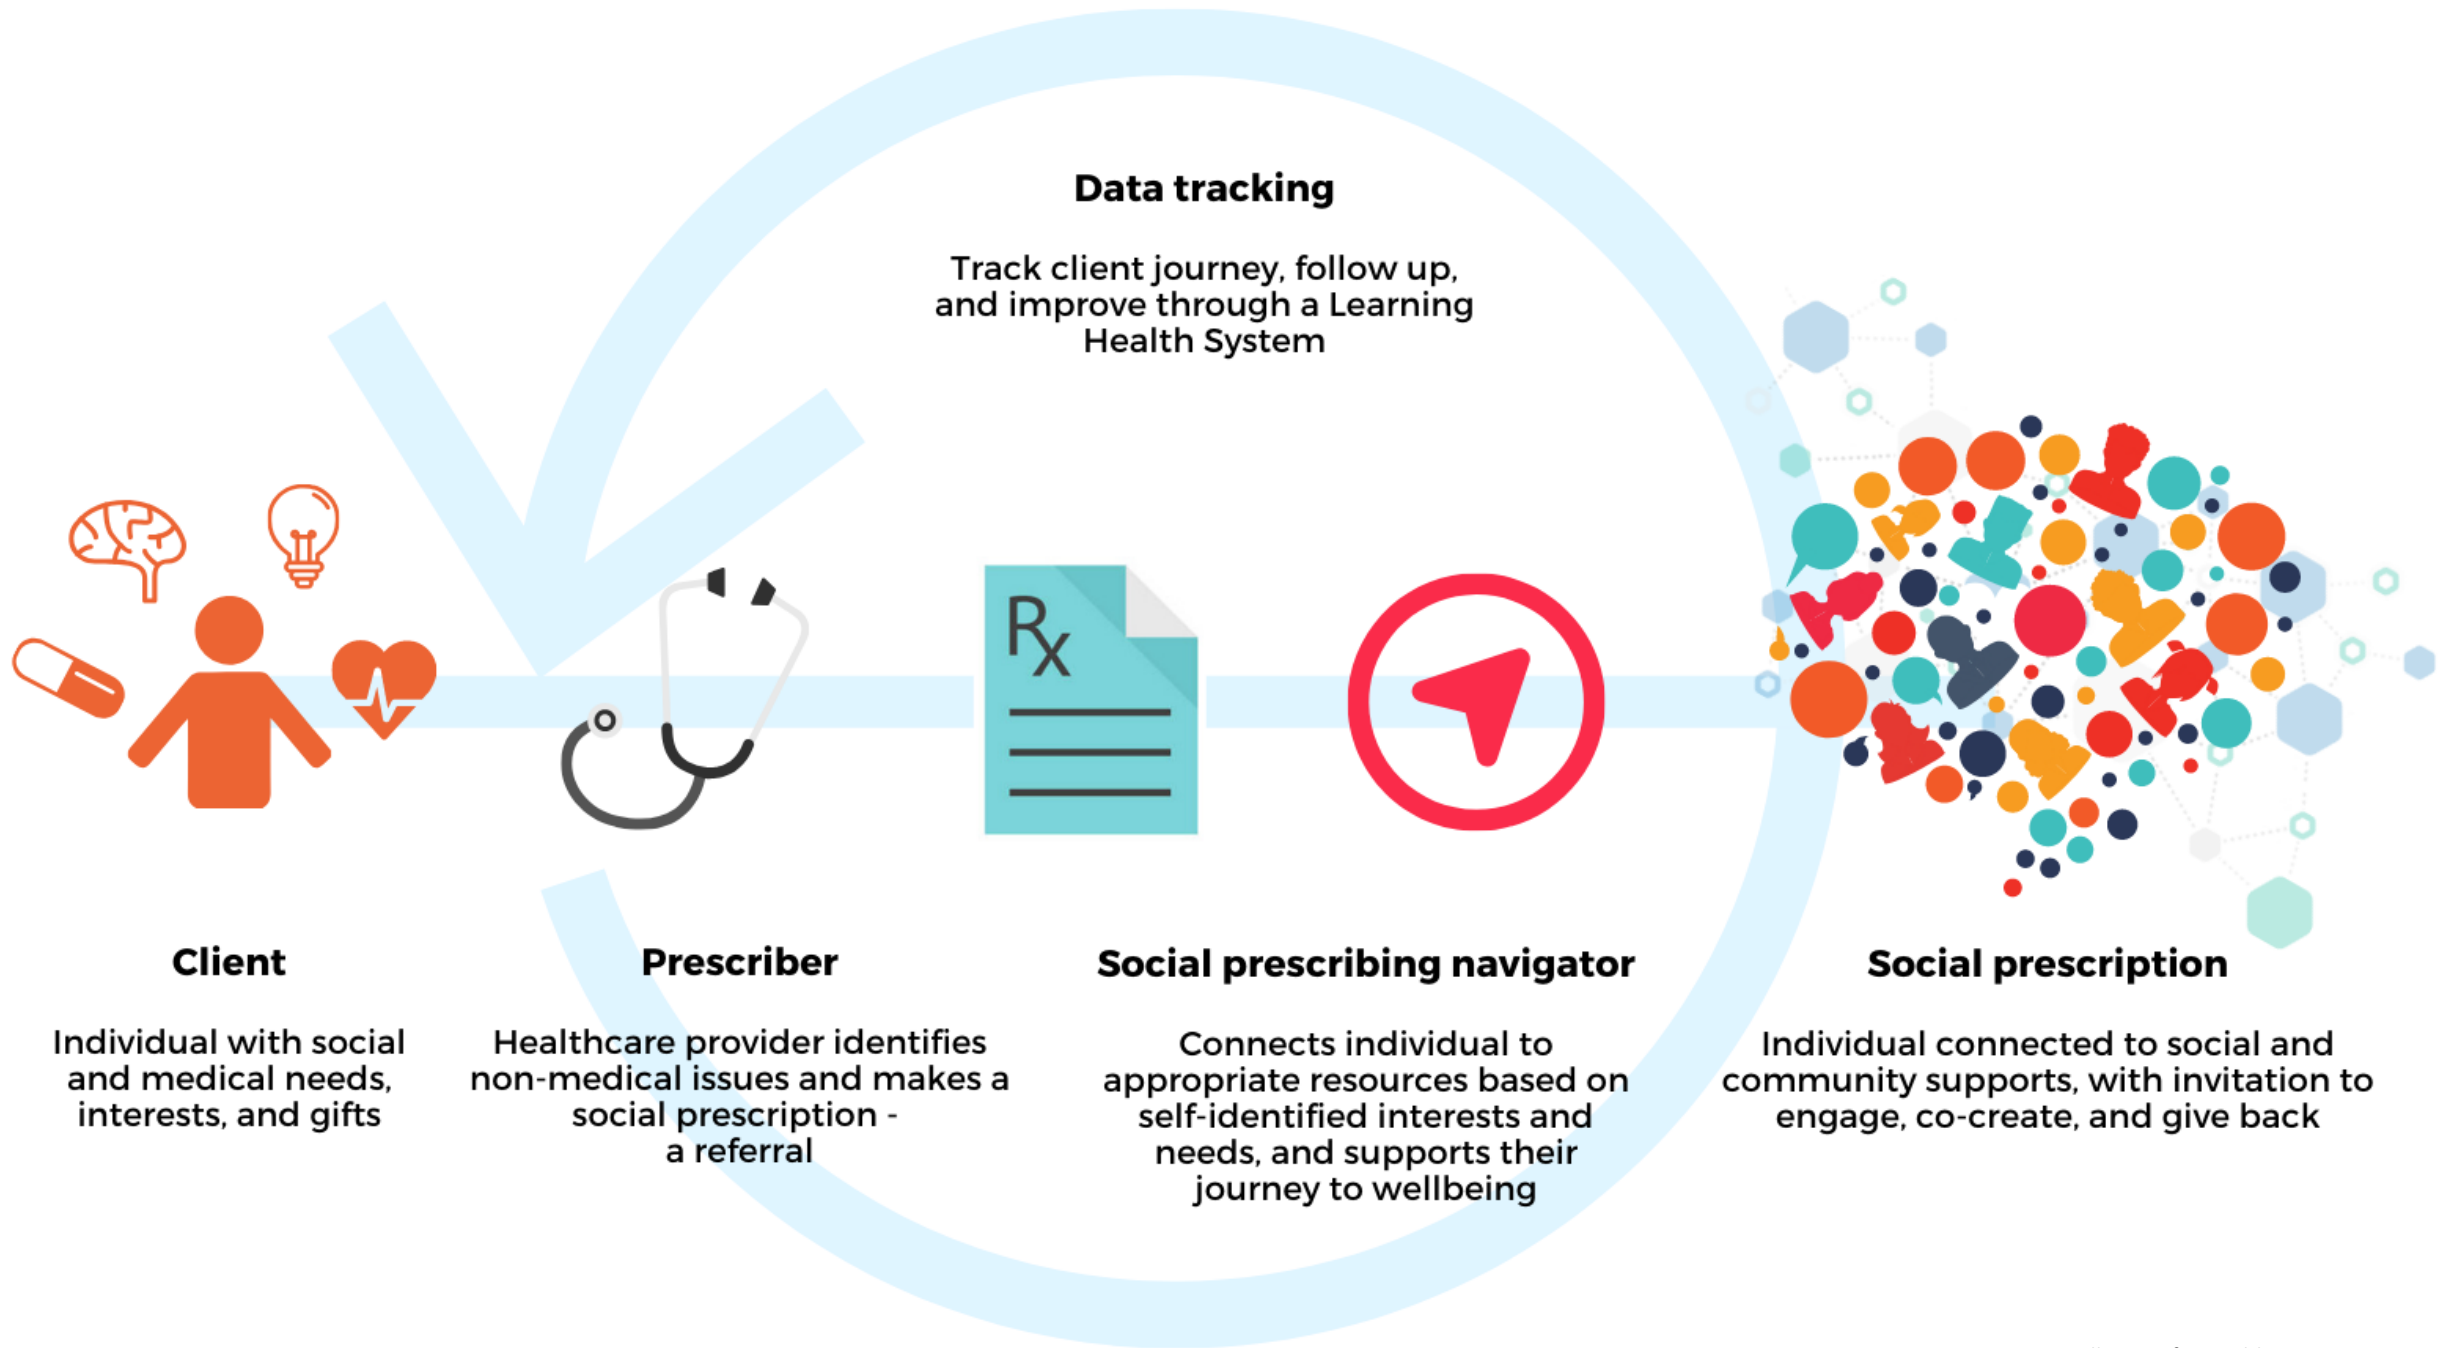 Data tracking
Track client journey, follow up,
and improve through a Learning
Health System
Rx
Client
Individual with social
and medical needs,
interests, and gifts
Prescriber
Healthcare provider identifies
non-medical issues and makes a
social prescription -
a referral
Social prescribing navigator
Connects individual to
appropriate resources based on
self-identified interests and
needs, and supports their
journey to wellbeing
Social prescription
Individual connected to social and
community supports, with invitation to
engage, co-create, and give back